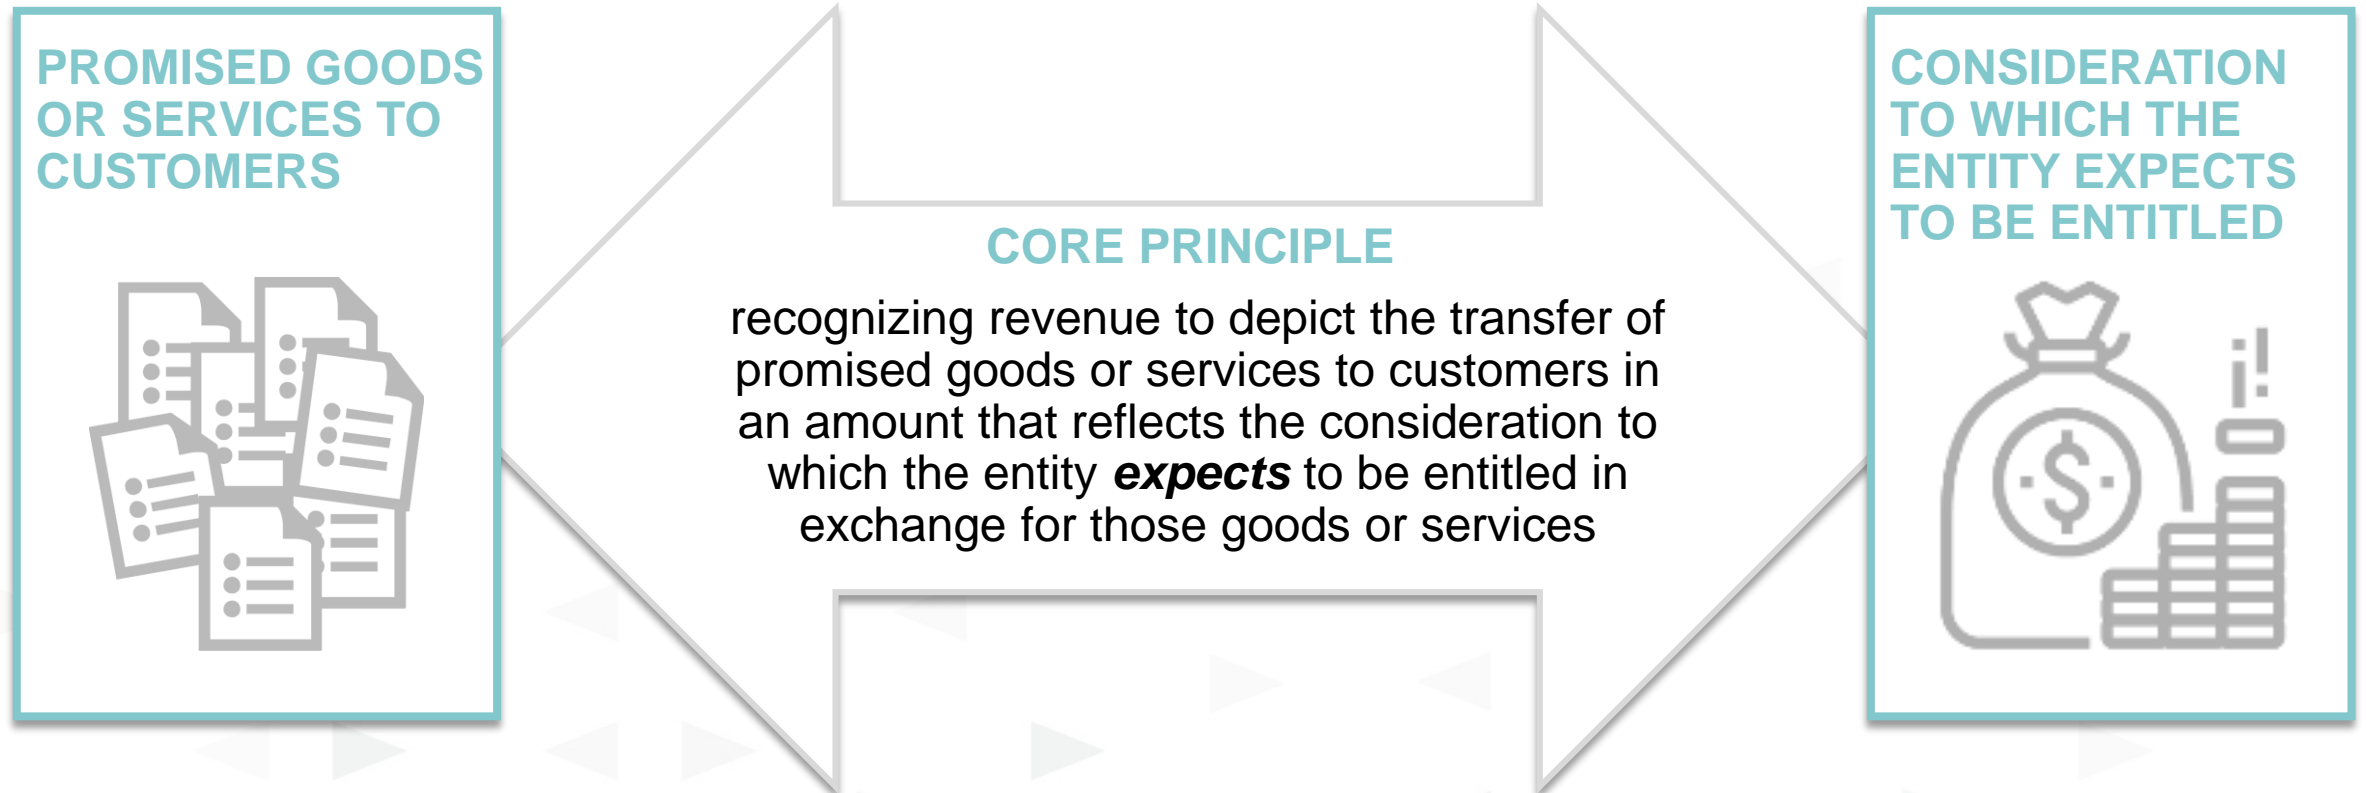 PROMISED GOODS
OR SERVICES TO
CUSTOMERS
CORE PRINCIPLE
recognizing revenue to depict the transfer of
promised goods or services to customers in
an amount that reflects the consideration to
which the entity expects to be entitled in
exchange for those goods or services
CONSIDERATION
TO WHICH THE
ENTITY EXPECTS
TO BE ENTITLED
$